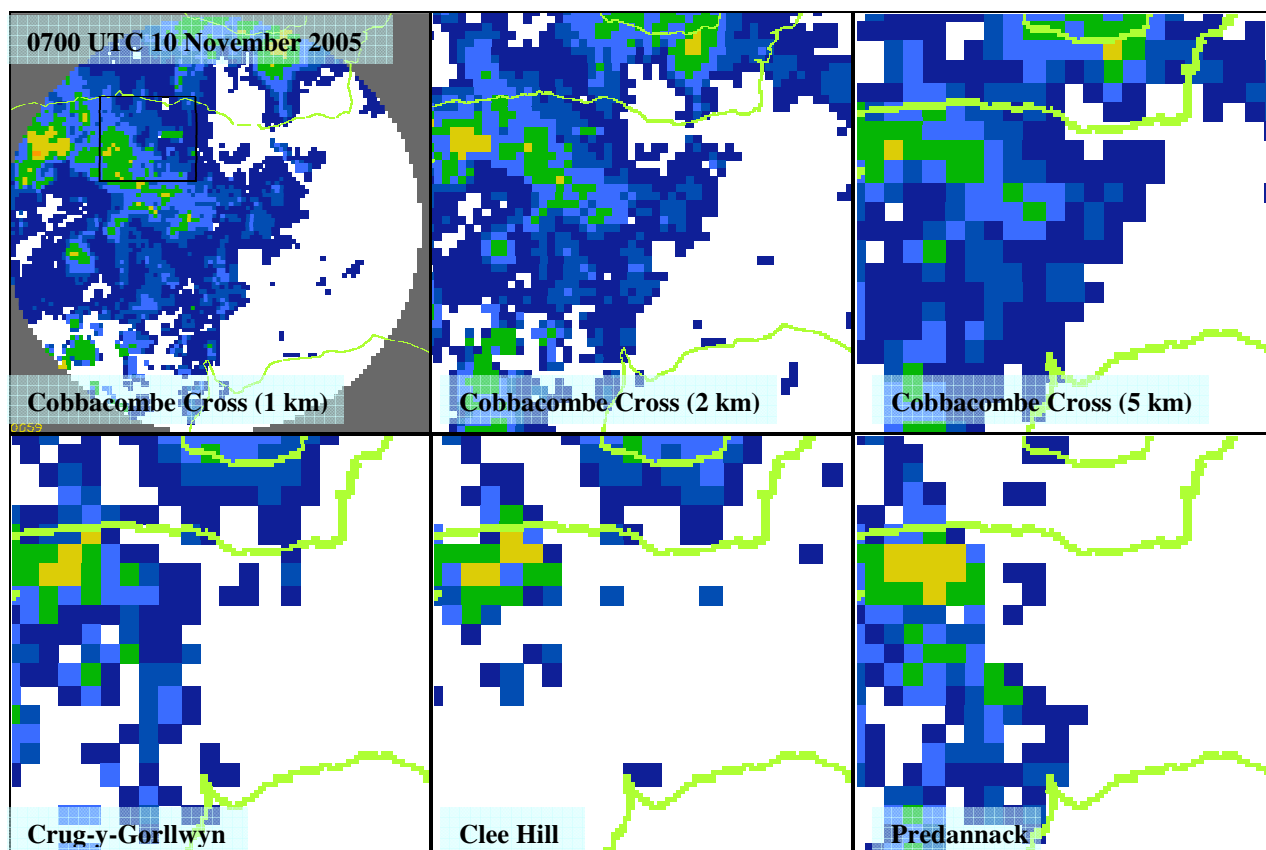 0700 UTC 10 November 2005
Cobbacombe Cross (1 km)
0659
Cobbacombe Cross (2 km)
Cobbacombe Cross (5 km)
Crug-y-Gorllwyn
Clee Hill
Predannack